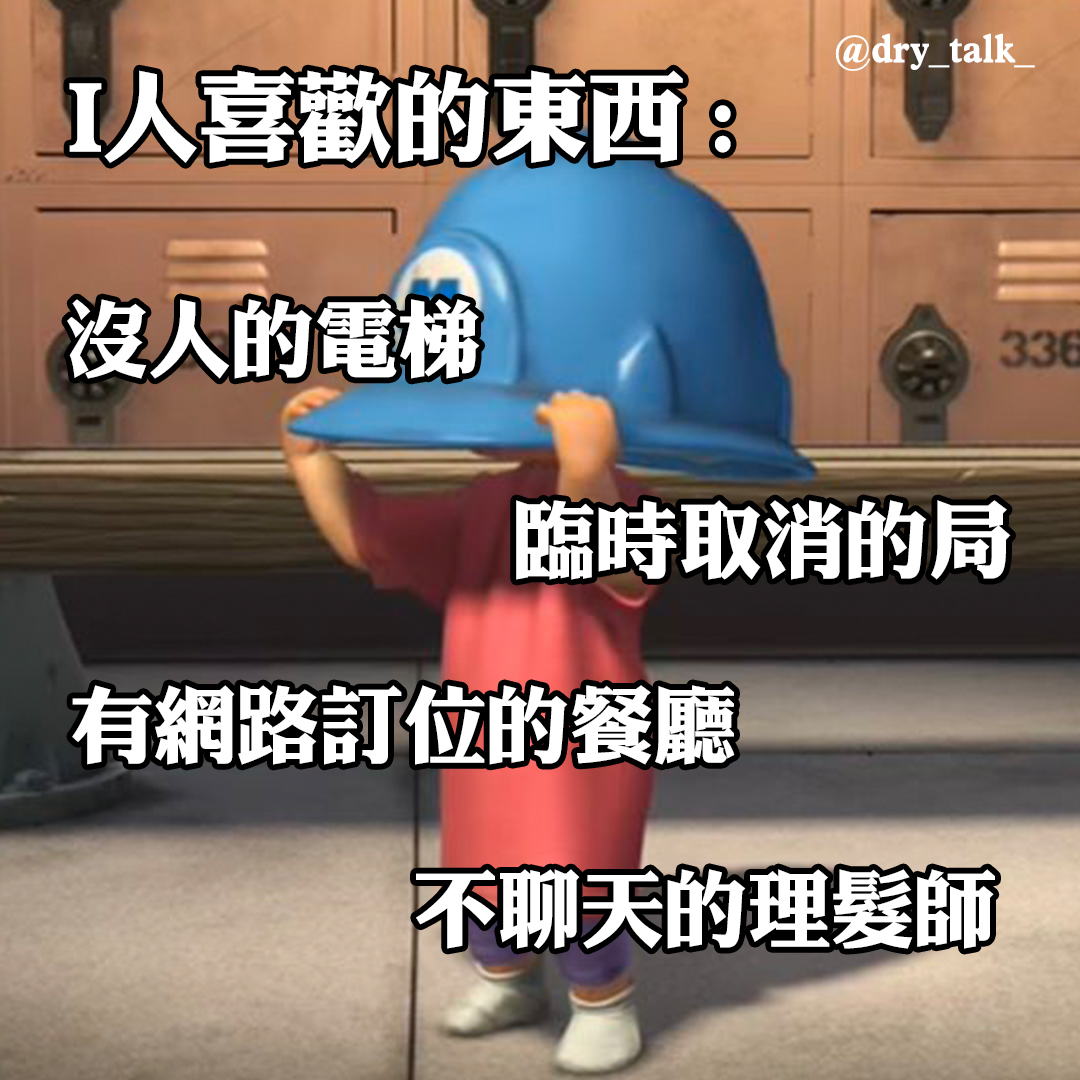 @dry_talk_
I人喜歡的東西：
沒人的電梯
336
臨時取消的局
有網路訂位的餐廳
不聊天的理髮師